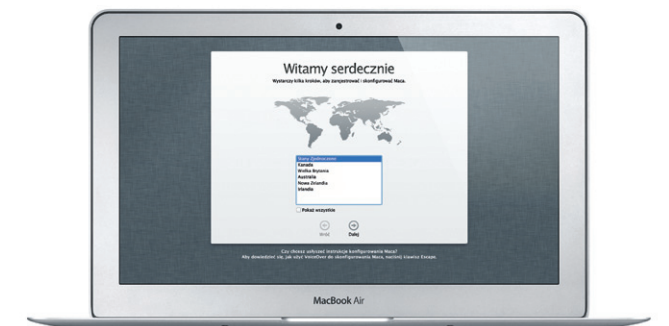 Witamy serdecznie
Wystarczy kilka kroków, aby zarejestrować i skonfigurować Maca.
Stany Zjednoczone
Kanada
Wielka Brytania
Australia
Nowa Zelandia
Irlandia
Pokaż wszystkie
Wróć
Dalej
Czy chcesz usłyszeć instrukcje konfigurowania Maca?
Aby dowiedzieć się, jak użyć VoiceOver do skonfigurowania Maca, naciśnij klawisz Escape.
MacBook Air